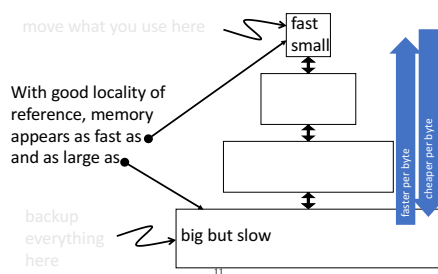 move what you use here
fast
small
With good locality of
reference, memory
appears as fast as
and as large as
faster per byte
cheaper per byte
backup
everything
here
big but slow
11